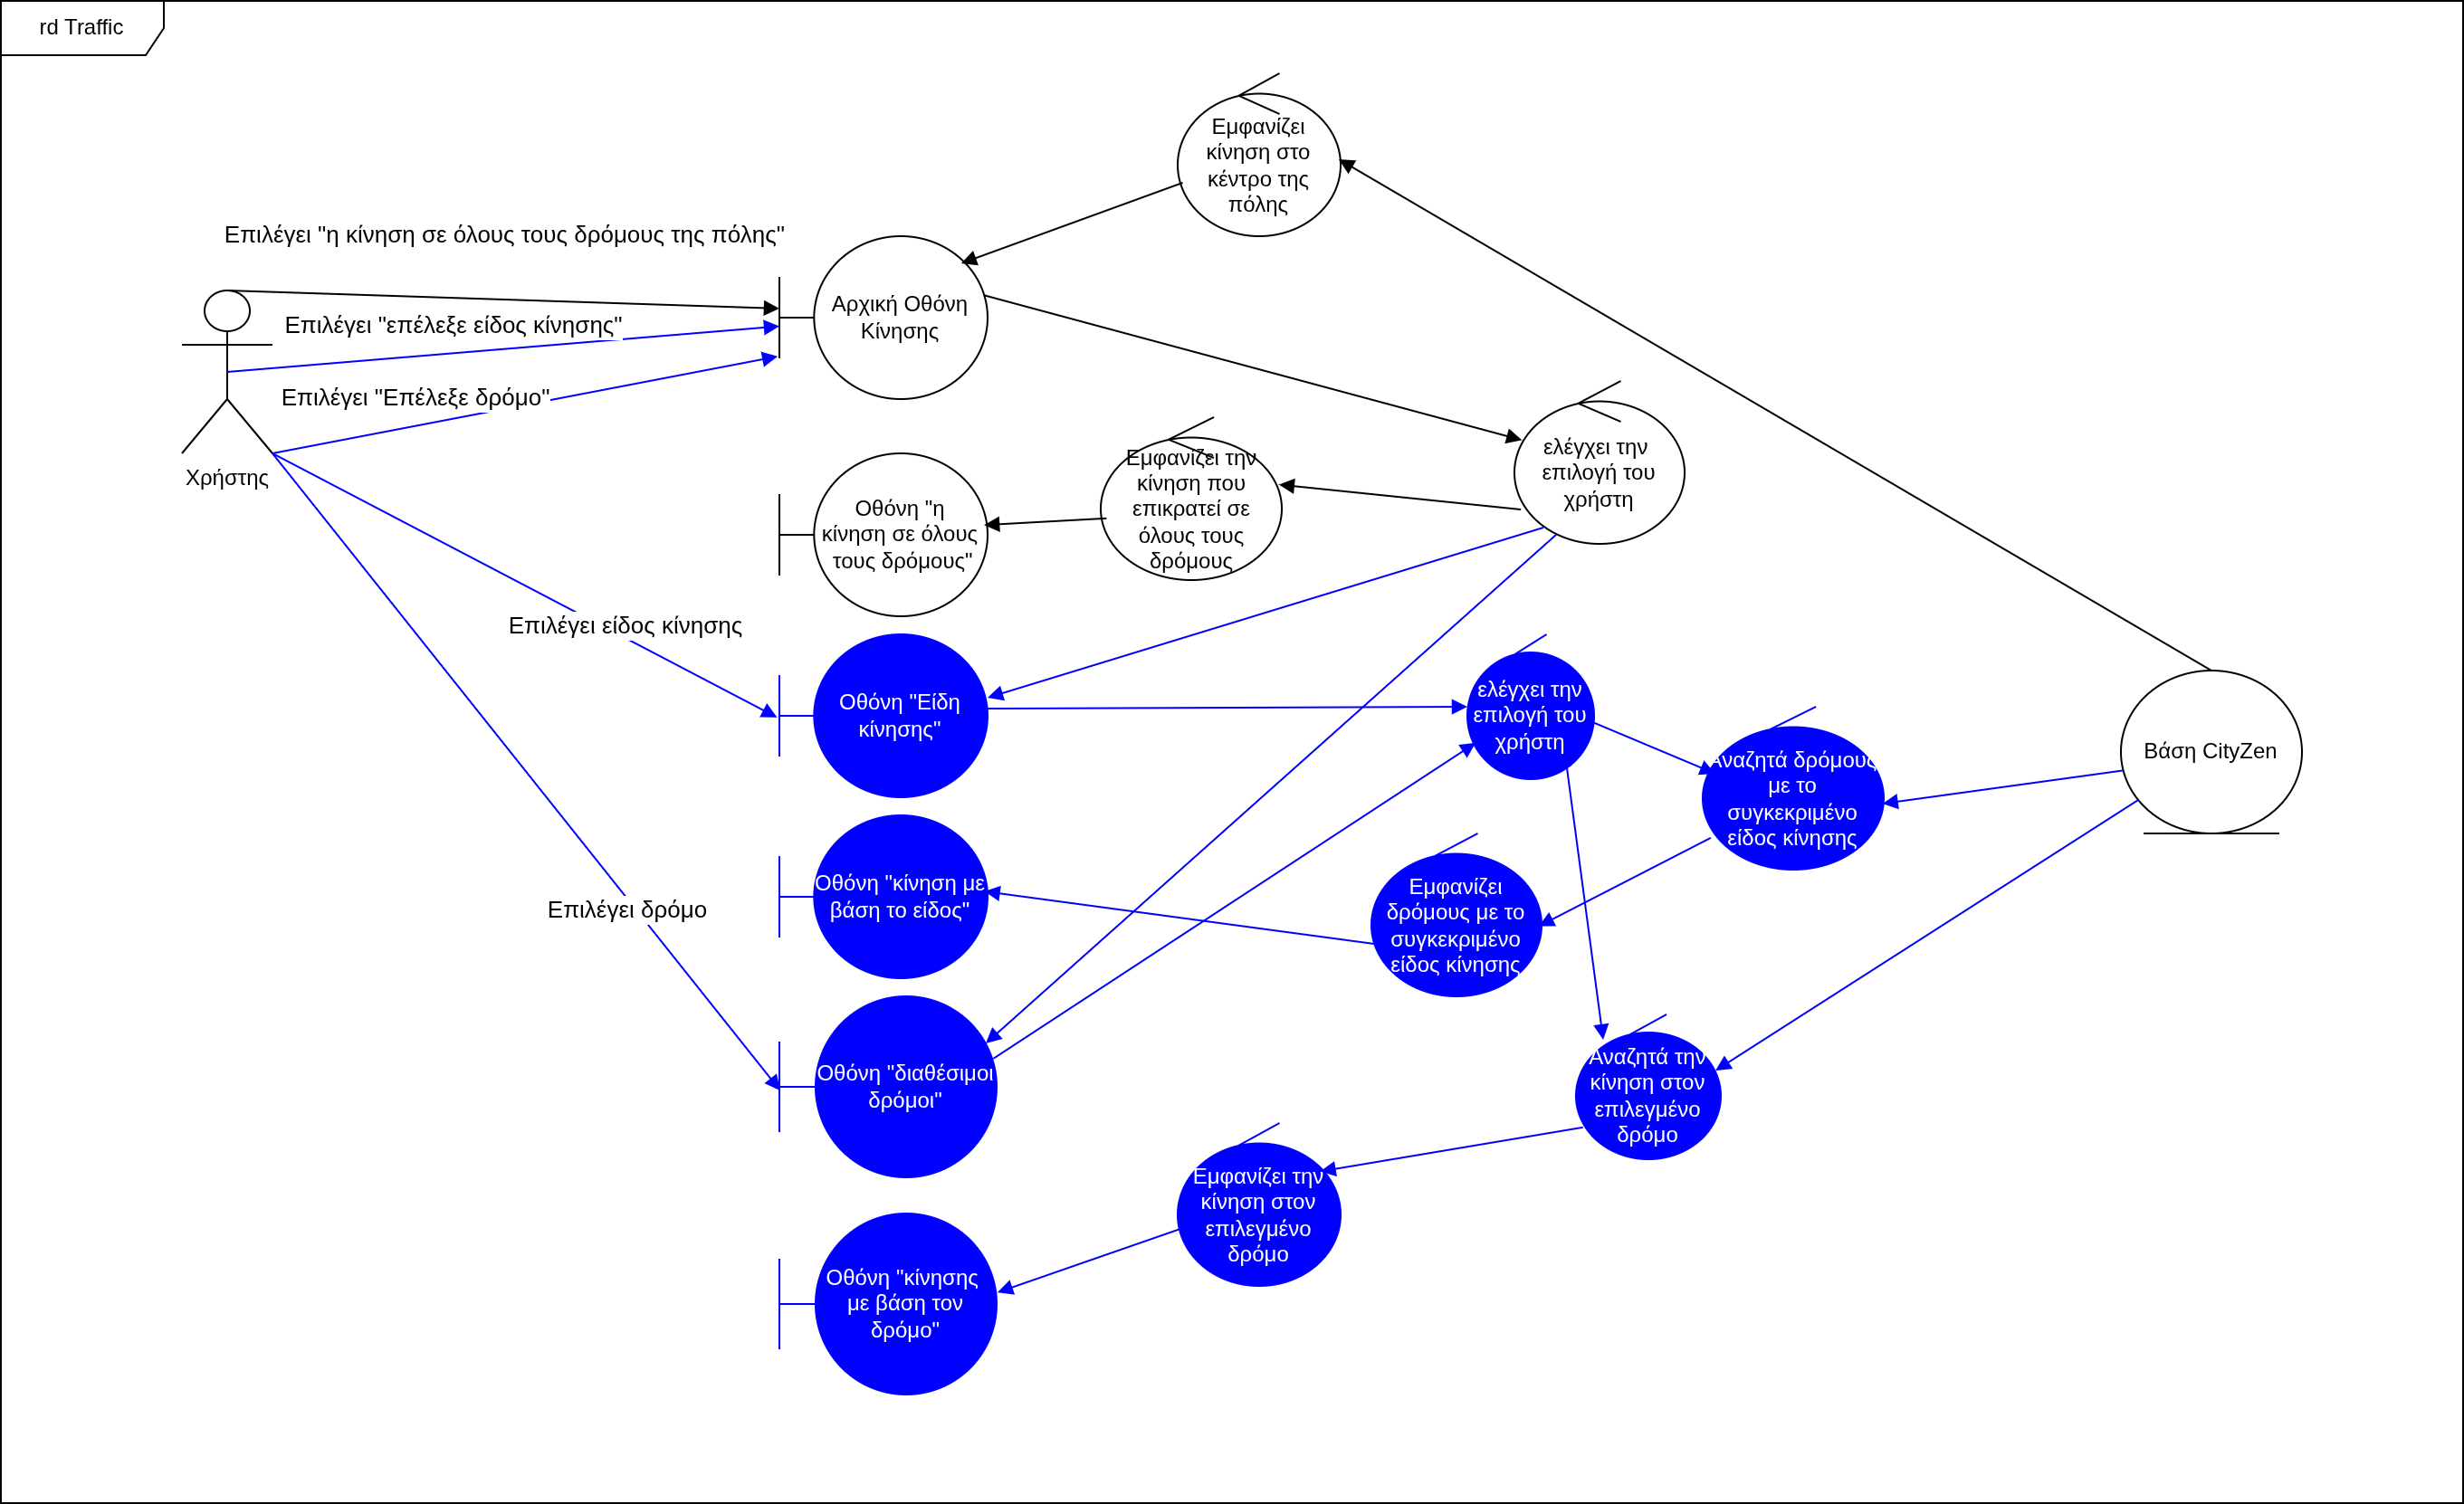 rd Traffic
Εμφανίζει
κίνηση στο
κέντρο της
πόλης
Επιλέγει "η κίνηση σε όλους τους δρόμους της πόλης"
Αρχική Οθόνη
Κίνησης
Επιλέγει "επέλεξε είδος κίνησης"
Επιλέγει "Επέλεξε δρόμο"
Χρήστης
ελέγχει την
επιλογή του
χρήστη
Εμφανίζει την
κίνηση που
επικρατεί σε
όλους τους
δρόμους
Οθόνη "η
κίνηση σε όλους
τους δρόμους"
Επιλέγει είδος κίνησης
Οθόνη "Είδη
κίνησης"
ελέγχει την
επιλογή του
χρήστη
Αναζητά δρόμους
με το
συγκεκριμένο
είδος κίνησης
Βάση CityZen
Οθόνη "κίνηση με
βάση το είδος"
Εμφανίζει
δρόμους με το
συγκεκριμένο
είδος κίνησης
Επιλέγει δρόμο
Οθόνη "διαθέσιμοι
δρόμοι"
Αναζητά την
κίνηση στον
επιλεγμένο
δρόμο
Εμφανίζει την
κίνηση στον
επιλεγμένο
δρόμο
Οθόνη "κίνησης
με βάση τον
δρόμο"